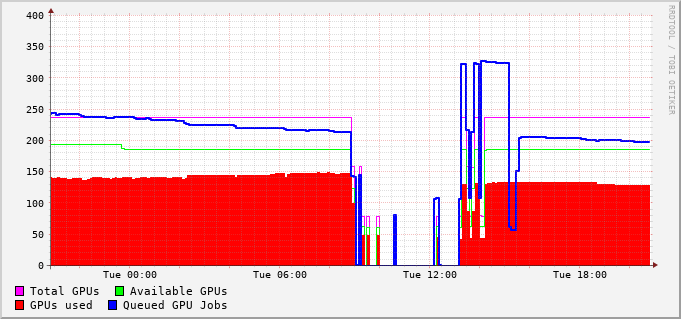 400
350
300
250
200
150
100
50
0
Tue 00:00 Tue 06:00 Tue 12:00 Tue 18:00
Total GPUs Available GPUs
GPUs used Queued GPU Jobs
RRDTOOL / TOBI OETIKER